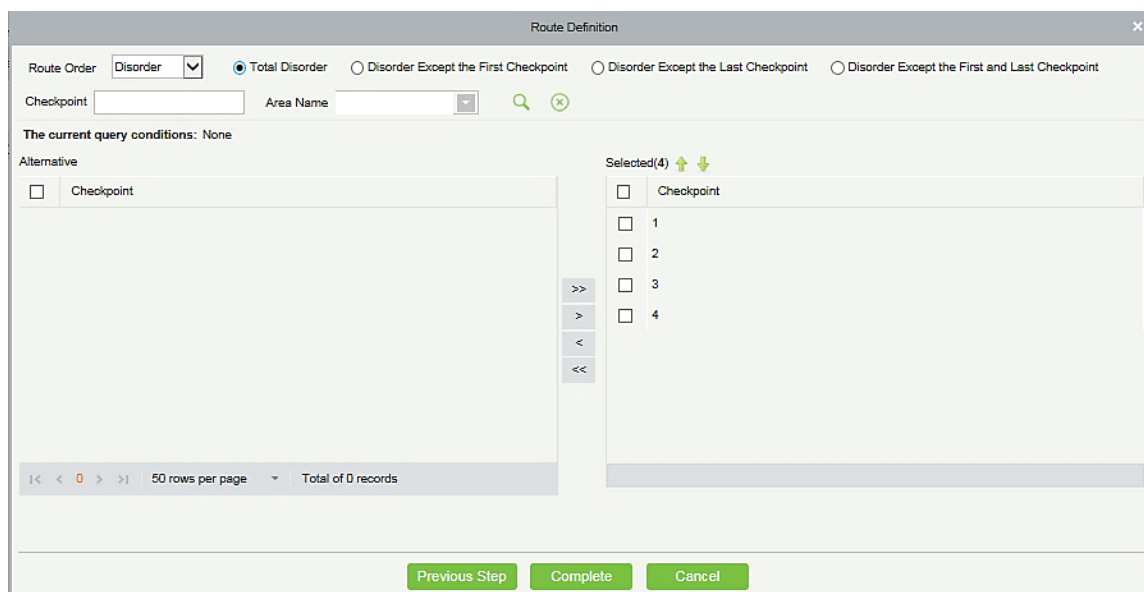 Route Definition
Route Order Disorder Total Disorder Disorder Except the First Checkpoint Disorder Except the Last Checkpoint Disorder Except the First and Last Checkpoint
Checkpoint Area Name
The current query conditions: None
Alternative Selected(4)
Checkpoint Checkpoint
1
2
3
4
>>
>
<
<<
|< < 0 > >| 50 rows per page Total of 0 records
Previous Step Complete Cancel